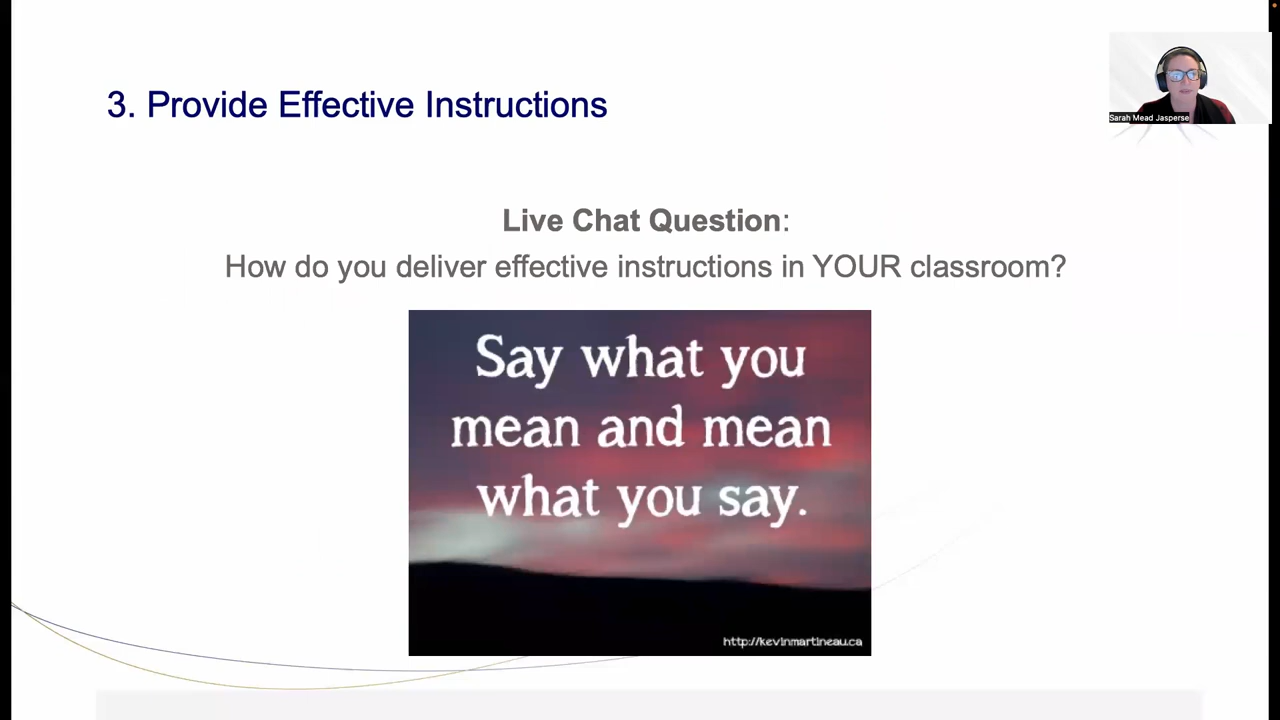 3. Provide Effective Instructions
Sarah Mead Jasperse
Live Chat Question:
How do you deliver effective instructions in YOUR classroom?
Say what you
mean and mean
what you say.
http://kevinmartineau.ca